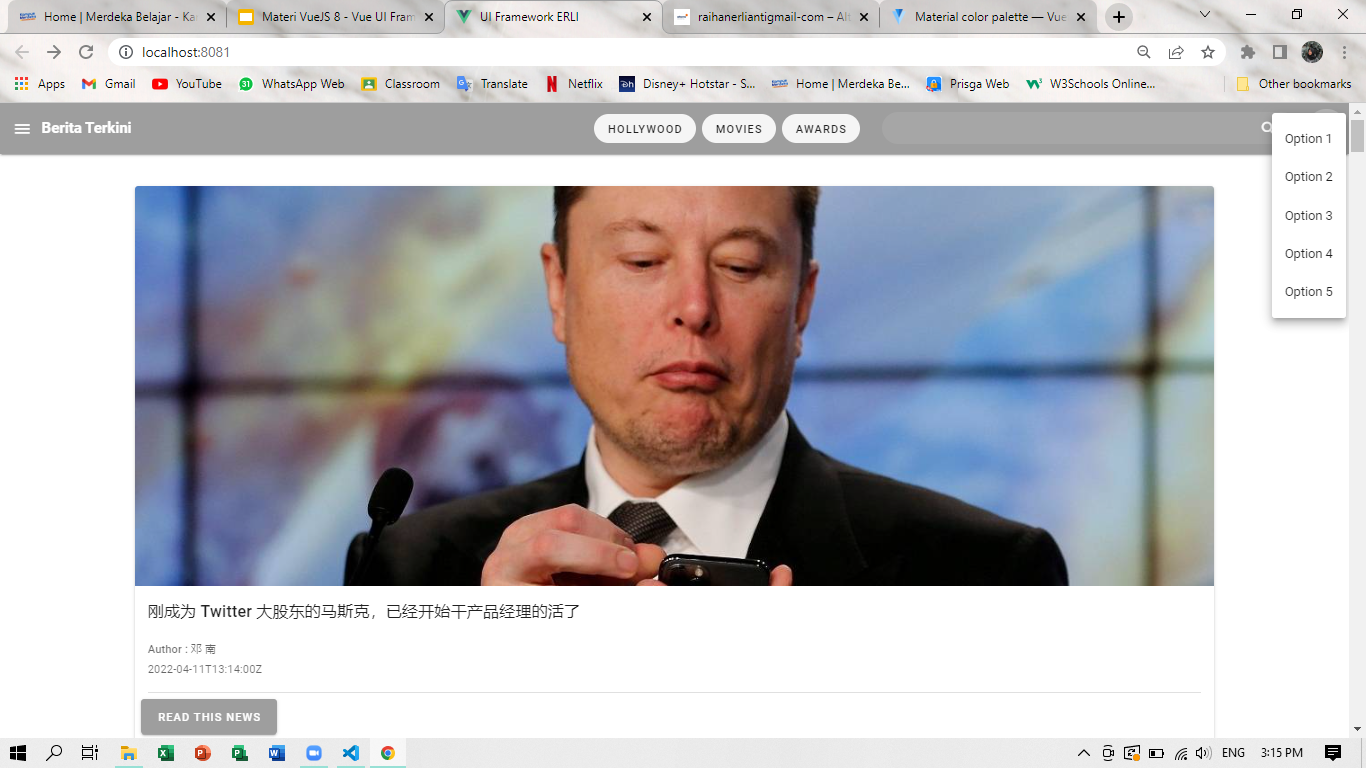 Home | Merdeka Belajar - Ka
Materi VueJS 8 - Vue UI Fram
UI Framework ERLI
raihanerliantigmail-com – Alt
Material color palette — Vue
localhost:8081
Apps
Gmail
YouTube
31
WhatsApp Web
Classroom
Translate
Netflix
Disney+ Hotstar - S...
Home | Merdeka Be...
Prisga Web
W3Schools Online...
Other bookmarks
Berita Terkini
HOLLYWOOD
MOVIES
AWARDS
Option 1
Option 2
Option 3
Option 4
Option 5
刚成为 Twitter 大股东的马斯克，已经开始干产品经理的活了
Author : 邓 南
2022-04-11T13:14:00Z
READ THIS NEWS
ENG
3:15 PM